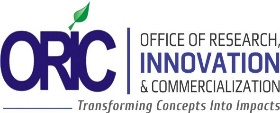 ORIC
OFFICE OF RESEARCH,
INNOVATION
& COMMERCIALIZATION
Transforming Concepts Into Impacts